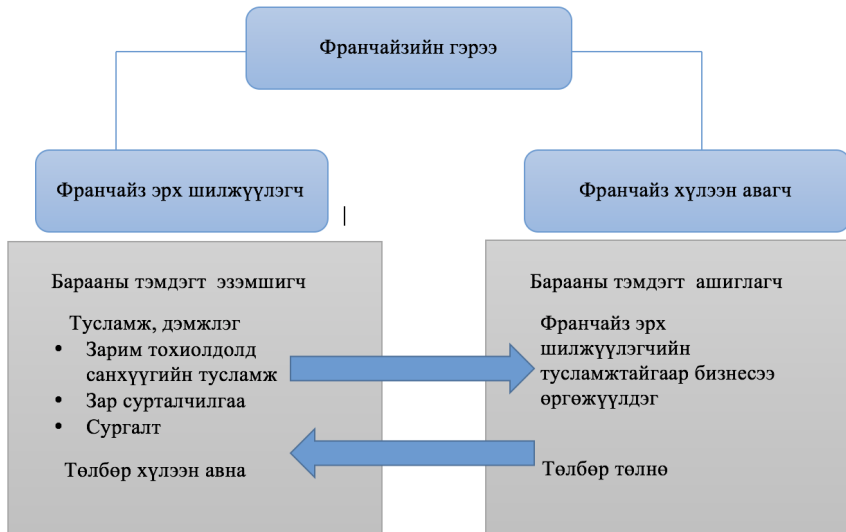 Франчайзийн гэрээ
Франчайз эрх шилжүүлэгч
Франчайз хүлээн авагч
Барааны тэмдэгт эзэмшигч
Тусламж, дэмжлэг
• Зарим тохиолдолд
санхүүгийн тусламж
• Зар сурталчилгаа
• Сургалт
Төлбөр хүлээн авна
Барааны тэмдэгт ашиглагч
Франчайз эрх
шилжүүлэгчийн
тусламжтайгаар бизнесээ
өргөжүүлдэг
Төлбөр төлнө